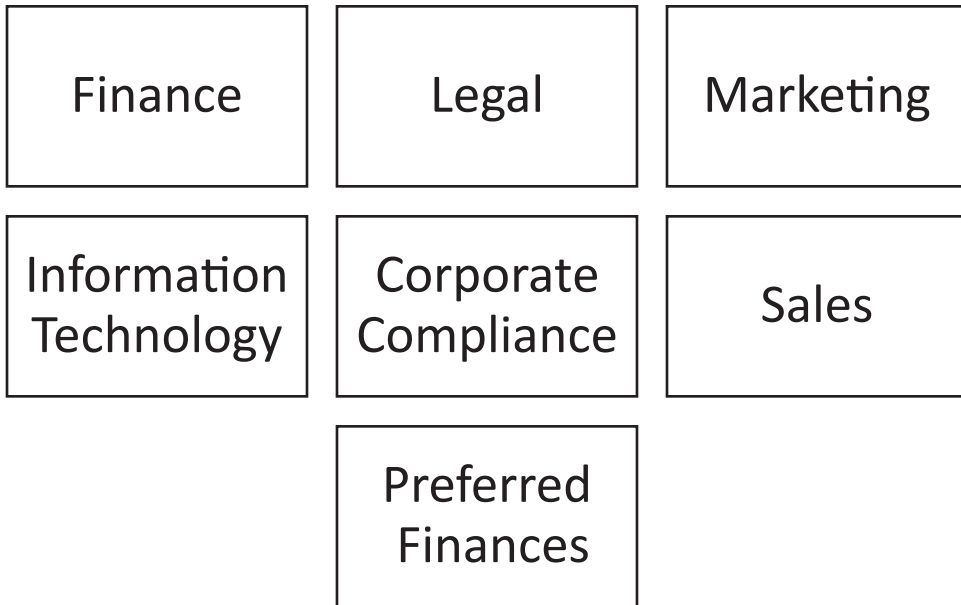 Finance
Legal
Marketing
Information
Technology
Corporate
Compliance
Sales
Preferred
Finances